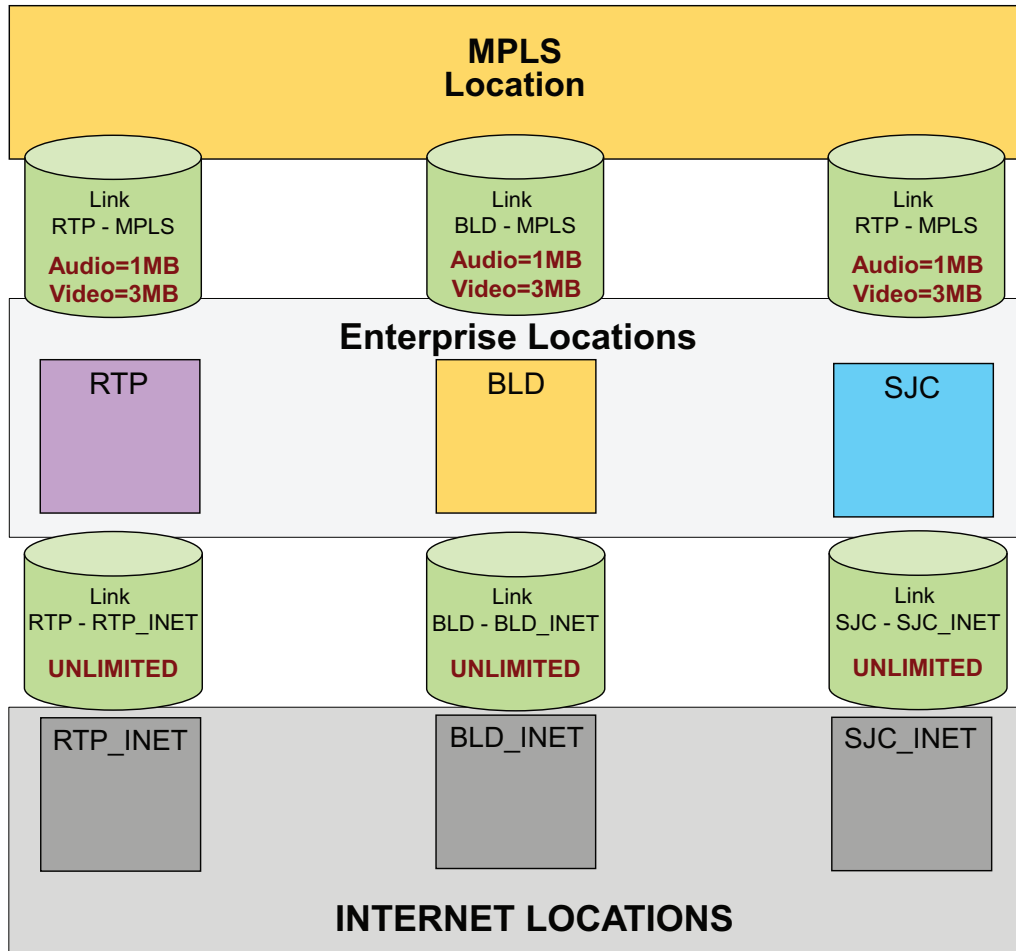 MPLS
Location
Link
RTP - MPLS
Audio=1MB
Video=3MB
Link
BLD - MPLS
Audio=1MB
Video=3MB
Link
RTP - MPLS
Audio=1MB
Video=3MB
Enterprise Locations
RTP
BLD
SJC
Link
RTP - RTP_INET
UNLIMITED
Link
BLD - BLD_INET
UNLIMITED
Link
SJC - SJC_INET
UNLIMITED
RTP_INET
BLD_INET
SJC_INET
INTERNET LOCATIONS